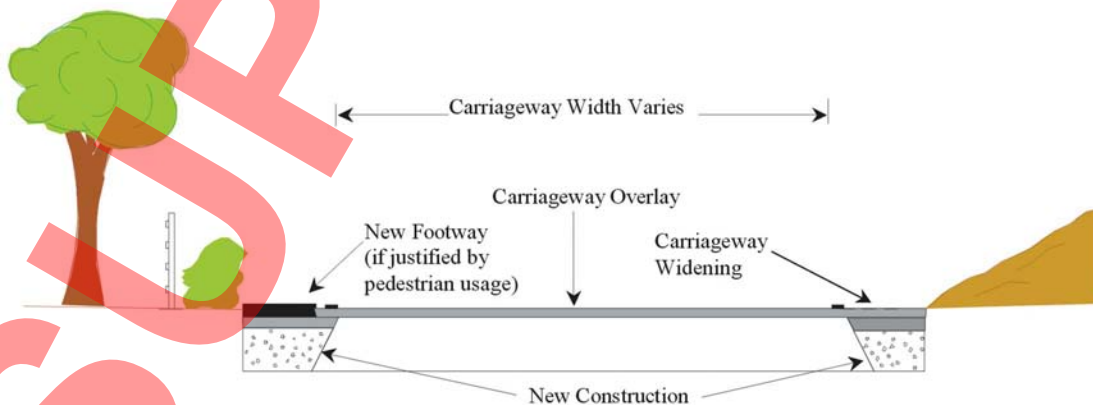 Carriageway Width Varies
Carriageway Overlay
New Footway
(if justified by
pedestrian usage)
Carriageway
Widening
New Construction